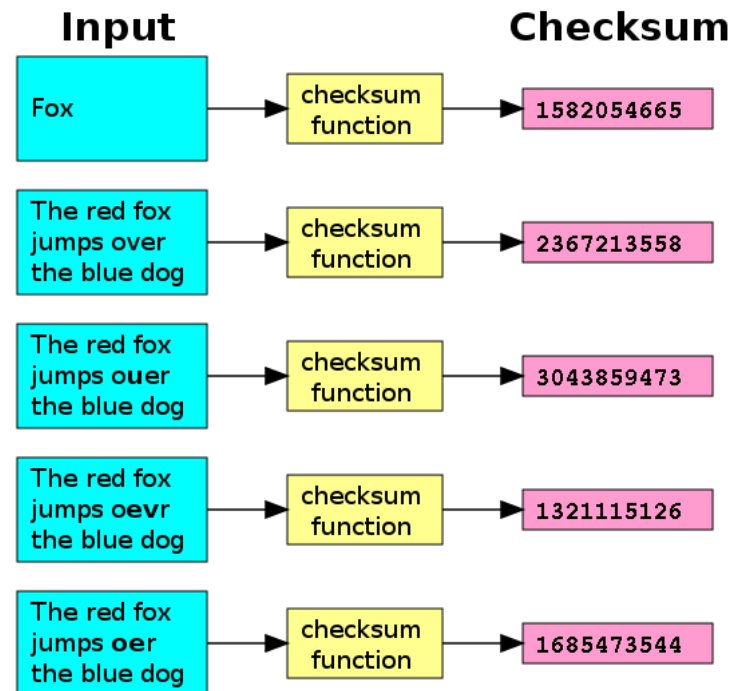 Input Checksum
Fox
checksum
function
1582054665
The red fox
jumps over
the blue dog
checksum
function
2367213558
The red fox
jumps ouer
the blue dog
checksum
function
3043859473
The red fox
jumps oevr
the blue dog
checksum
function
1321115126
The red fox
jumps oer
the blue dog
checksum
function
1685473544